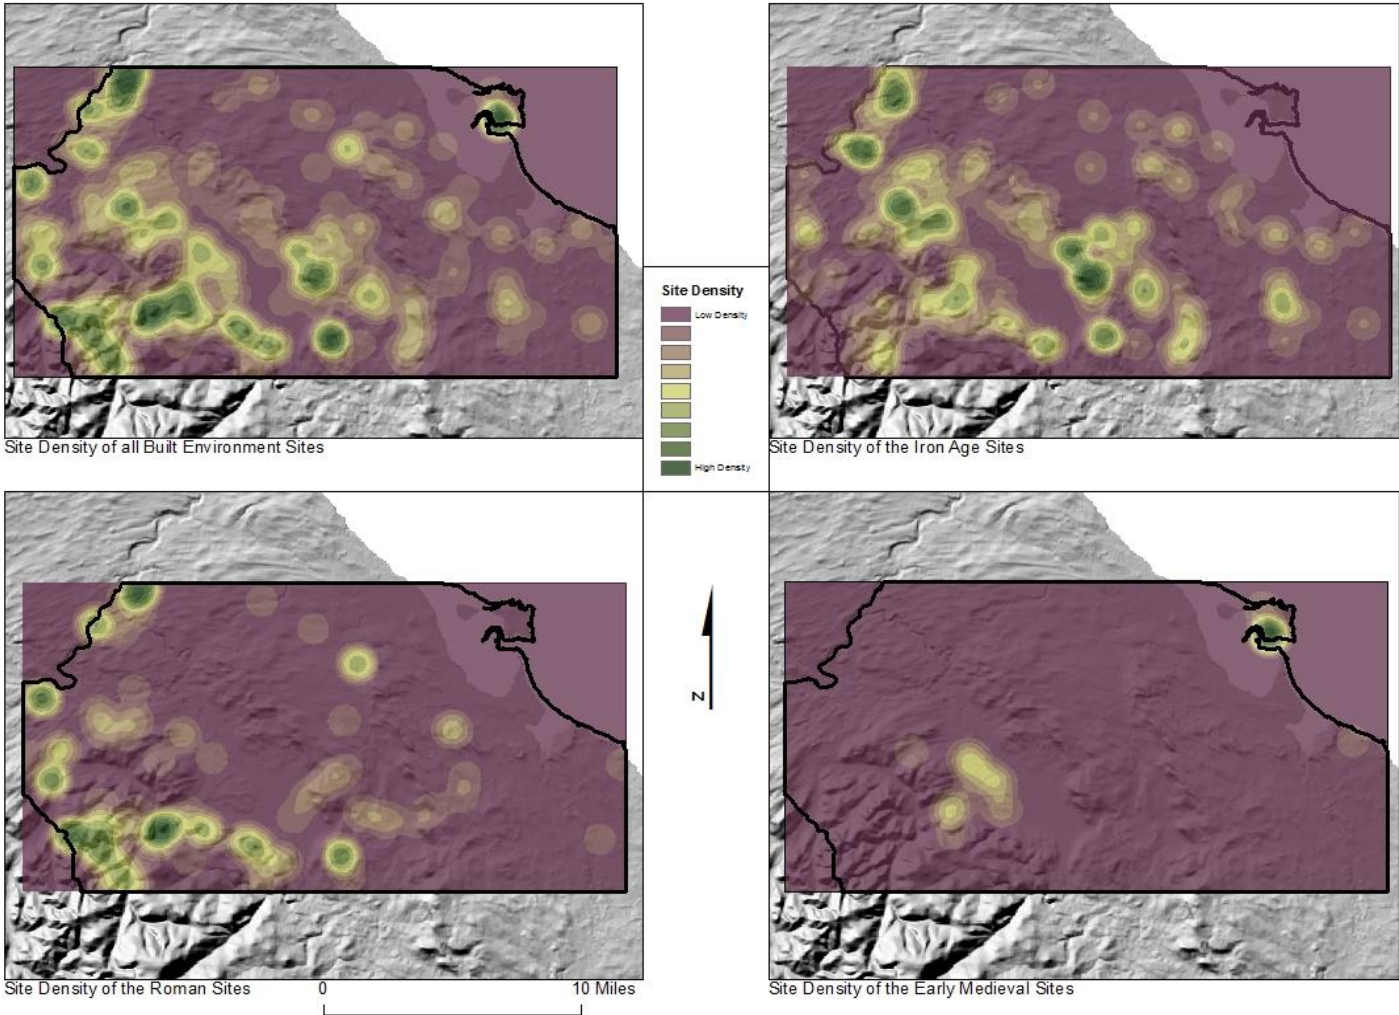 Site Density of all Built Environment Sites
Site Density of the Iron Age Sites
Site Density
Low Density
High Density
N
Site Density of the Roman Sites
0
10 Miles
Site Density of the Early Medieval Sites